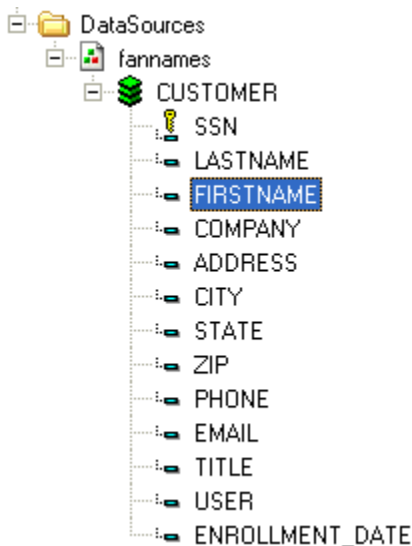 DataSources
fannames
CUSTOMER
SSN
LASTNAME
FIRSTNAME
COMPANY
ADDRESS
CITY
STATE
ZIP
PHONE
EMAIL
TITLE
USER
ENROLLMENT_DATE